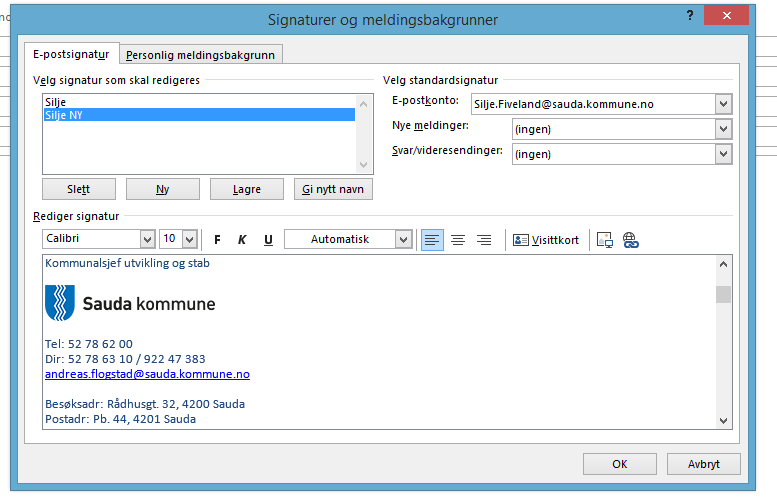 Signaturer og meldingsbakgrunner
?
E-postsignatur
Personlig meldingsbakgrunn
Velg signatur som skal redigeres
Silje
Silje NY
Slett
Ny
Lagre
Gi nytt navn
Velg standardsignatur
E-postkonto:
Silje.Fiveland@sauda.kommune.no
Nye meldinger:
(ingen)
Svar/videresendinger:
(ingen)
Rediger signatur
Calibri
10
F
K
U
Automatisk
Visittkort
Kommunalsjef utvikling og stab
Sauda kommune
Tel: 52 78 62 00
Dir: 52 78 63 10 / 922 47 383
andreas.flogstad@sauda.kommune.no
Besøksadr: Rådhusgt. 32, 4200 Sauda
Postadr: Pb. 44, 4201 Sauda
OK
Avbryt